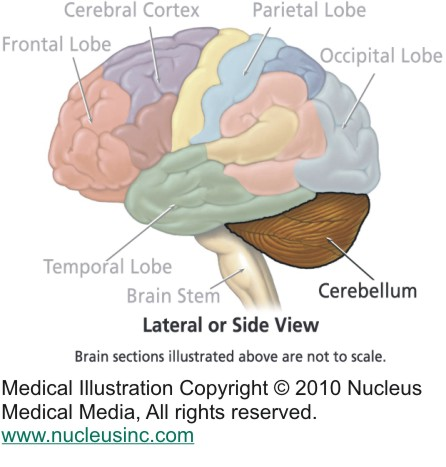 Cerebral Cortex
Parietal Lobe
Frontal Lobe
Occipital Lobe
Temporal Lobe
Brain Stem
Cerebellum
Lateral or Side View
Brain sections illustrated above are not to scale.
Medical Illustration Copyright © 2010 Nucleus
Medical Media, All rights reserved.
www.nucleusinc.com